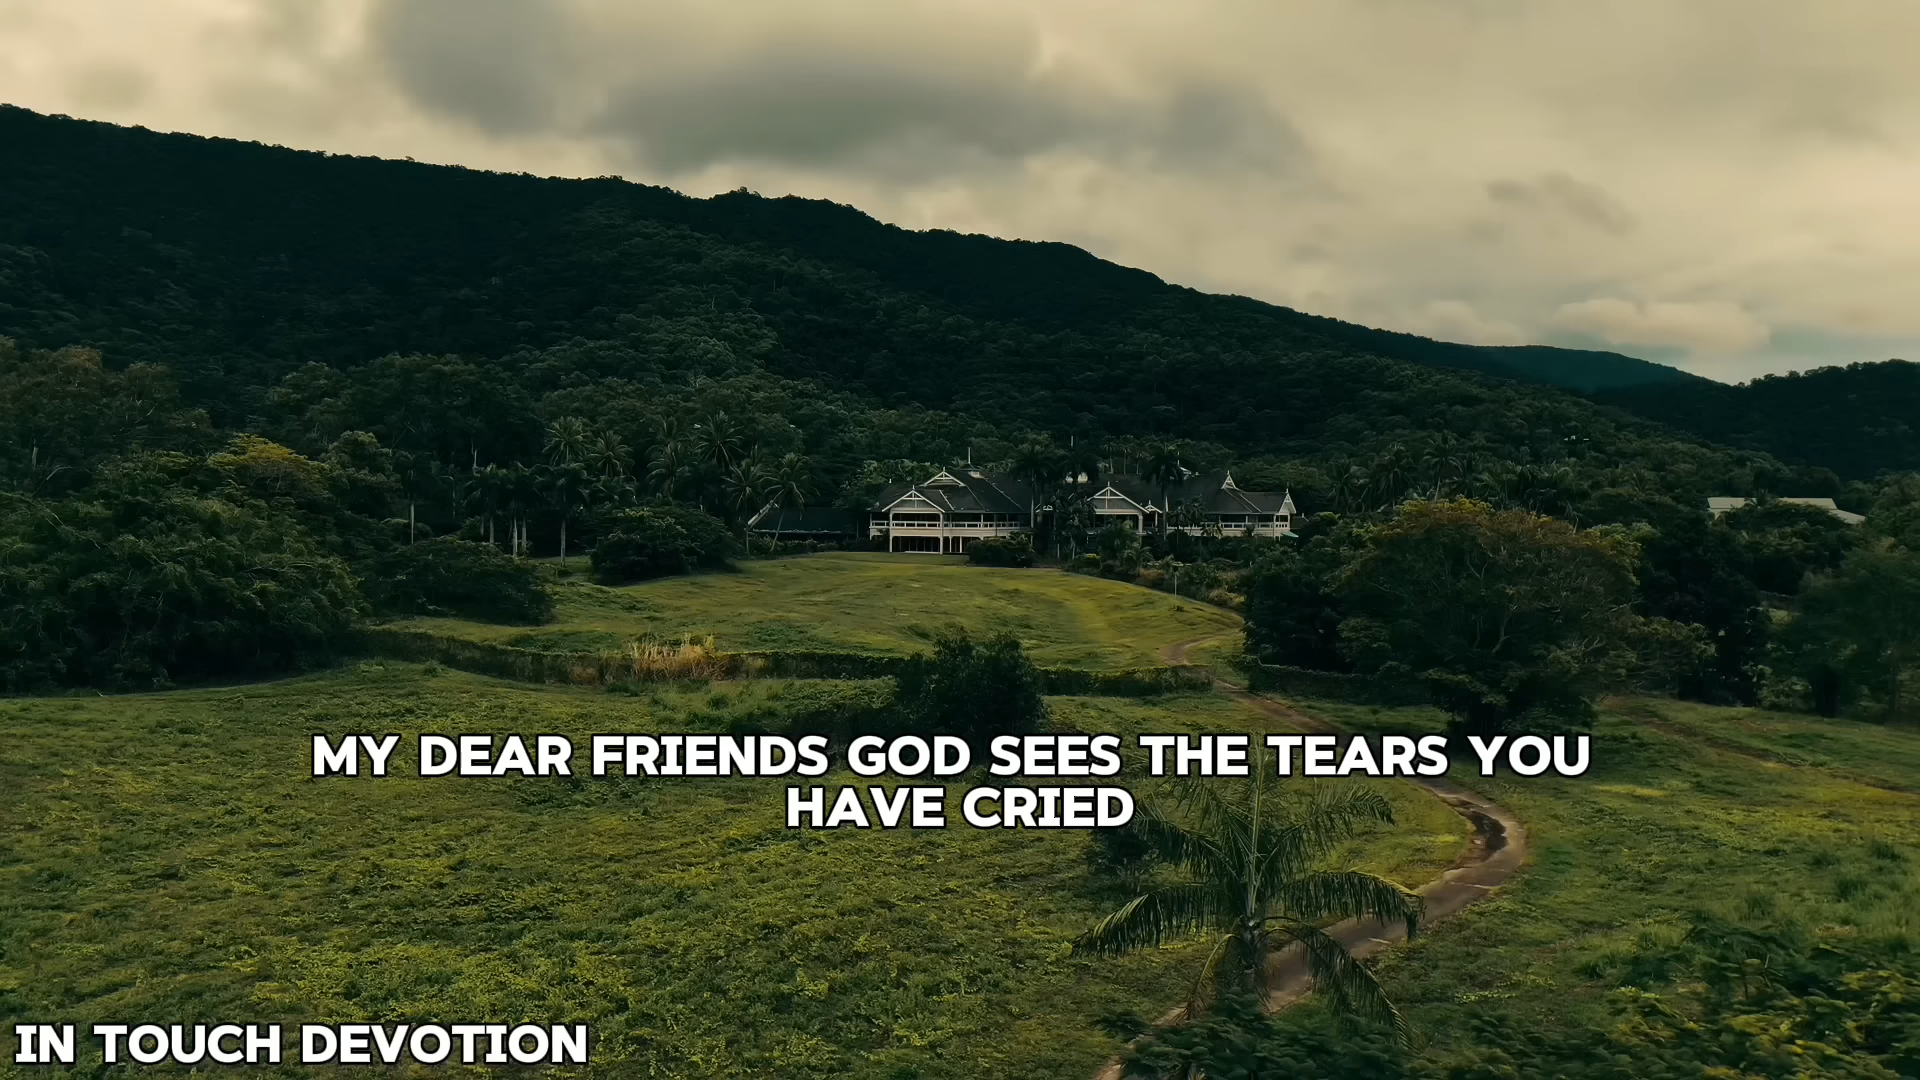 MY DEAR FRIENDS GOD SEES THE TEARS YOU
HAVE CRIED
IN TOUCH DEVOTION